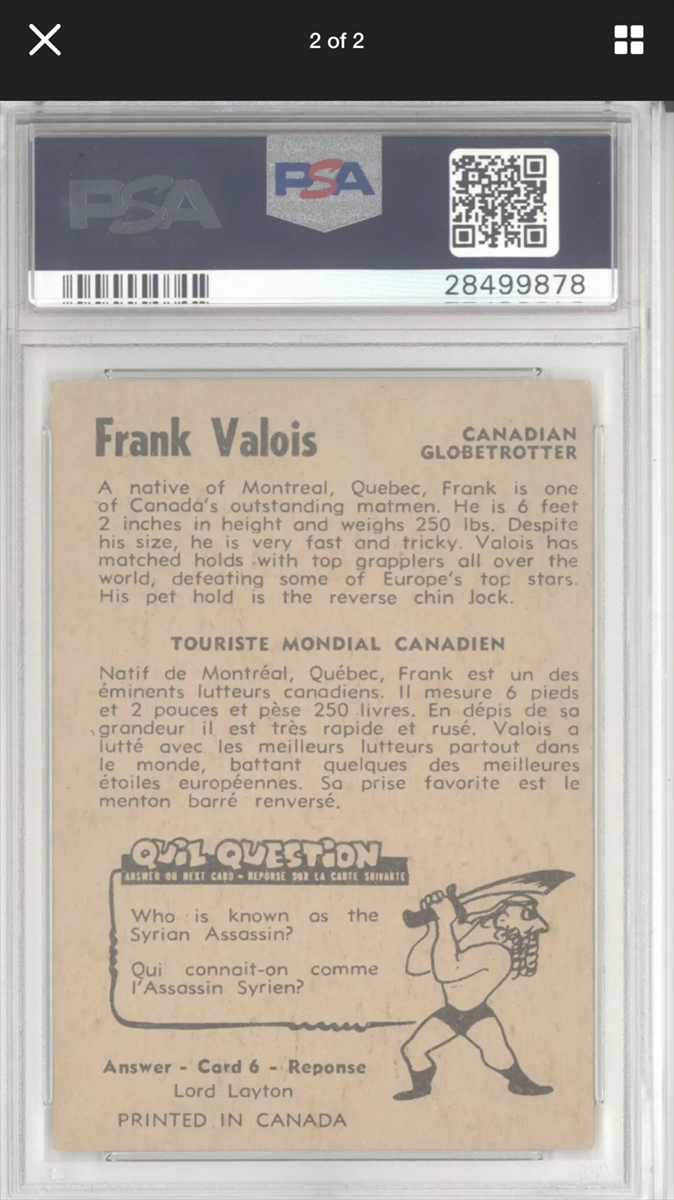 2 of 2
PSA
PSA
28499878
Frank Valois
CANADIAN
GLOBETROTTER
A native of Montreal, Quebec, Frank is one
of Canada's outstanding matmen. He is 6 feet
2 inches in height and weighs 250 lbs. Despite
his size, he is very fast and tricky. Valois has
matched holds with top grapplers all over the
world, defeating some of Europe's top stars.
His pet hold is the reverse chin lock.
TOURISTE MONDIAL CANADIEN
Natif de Montréal, Québec, Frank est un des
éminents lutteurs canadiens. Il mesure 6 pieds
et 2 pouces et pèse 250 livres. En dépis de sa
grandeur il est très rapide et rusé. Valois a
lutté avec les meilleurs lutteurs partout dans
le monde, battant quelques des meilleures
étoiles européennes. Sa prise favorite est le
menton barré renversé.
QUIZ-QUESTION
ANSWER ON NEXT CARD - REPONSE SUR LA CARTE SUIVANTE
Who is known as the
Syrian Assassin?
Qui connait-on comme
l'Assassin Syrien?
Answer - Card 6 - Reponse
Lord Layton
PRINTED IN CANADA